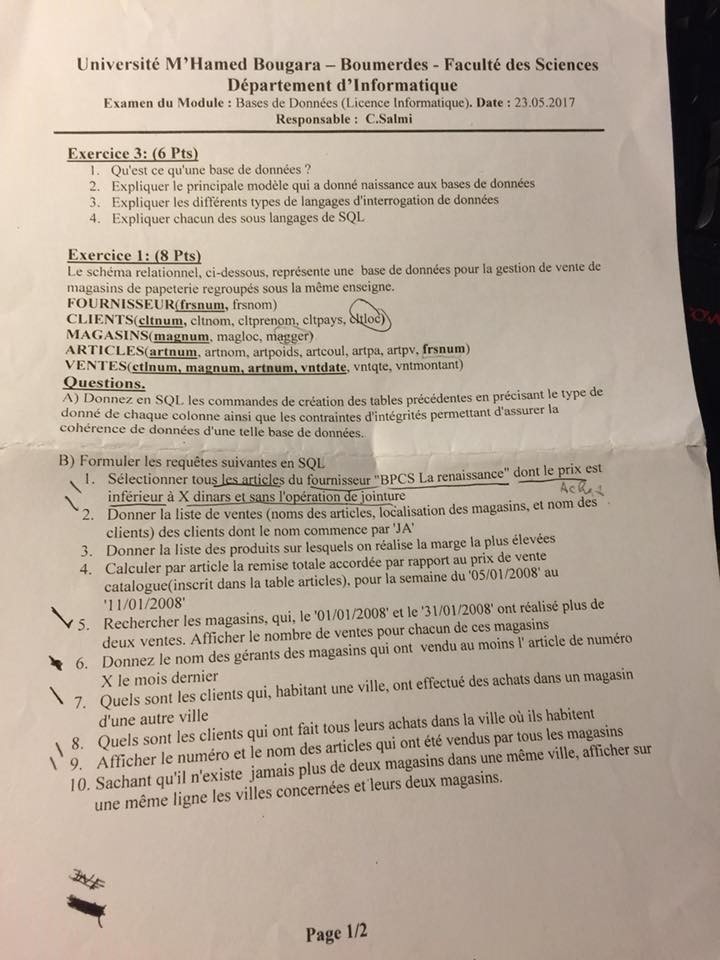 Université M'Hamed Bougara – Boumerdes - Faculté des Sciences
Département d'Informatique
Examen du Module : Bases de Données (Licence Informatique). Date : 23.05.2017
Responsable : C.Salmi
Exercice 3: (6 Pts)
1. Qu'est ce qu'une base de données ?
2. Expliquer le principale modèle qui a donné naissance aux bases de données
3. Expliquer les différents types de langages d'interrogation de données
4. Expliquer chacun des sous langages de SQL
Exercice 1: (8 Pts)
Le schéma relationnel, ci-dessous, représente une base de données pour la gestion de vente de
magasins de papeterie regroupés sous la même enseigne.
FOURNISSEUR(frsnum, frsnom)
CLIENTS(cltnum, cltnom, cltprenom, cltpays, cltloc)
MAGASINS(magnum, magloc, magger)
ARTICLES(artnum, artnom, artpoids, artcoul, artpa, artpv, frsnum)
VENTES(ctlnum, magnum, artnum, vntdate, vntqte, vntmontant)
Questions.
A) Donnez en SQL les commandes de création des tables précédentes en précisant le type de
donné de chaque colonne ainsi que les contraintes d'intégrités permettant d'assurer la
cohérence de données d'une telle base de données.
B) Formuler les requêtes suivantes en SQL
1. Sélectionner tous les articles du fournisseur "BPCS La renaissance" dont le prix est
inférieur à X dinars et sans l'opération de jointure
2. Donner la liste de ventes (noms des articles, localisation des magasins, et nom des
clients) des clients dont le nom commence par 'JA'
3. Donner la liste des produits sur lesquels on réalise la marge la plus élevées
4. Calculer par article la remise totale accordée par rapport au prix de vente
catalogue(inscrit dans la table articles), pour la semaine du '05/01/2008' au
'11/01/2008'
5. Rechercher les magasins, qui, le '01/01/2008' et le '31/01/2008' ont réalisé plus de
deux ventes. Afficher le nombre de ventes pour chacun de ces magasins
6. Donnez le nom des gérants des magasins qui ont vendu au moins l' article de numéro
X le mois dernier
7. Quels sont les clients qui, habitant une ville, ont effectué des achats dans un magasin
d'une autre ville
8. Quels sont les clients qui ont fait tous leurs achats dans la ville où ils habitent
9. Afficher le numéro et le nom des articles qui ont été vendus par tous les magasins
10. Sachant qu'il n'existe jamais plus de deux magasins dans une même ville, afficher sur
une même ligne les villes concernées et leurs deux magasins.
Page 1/2